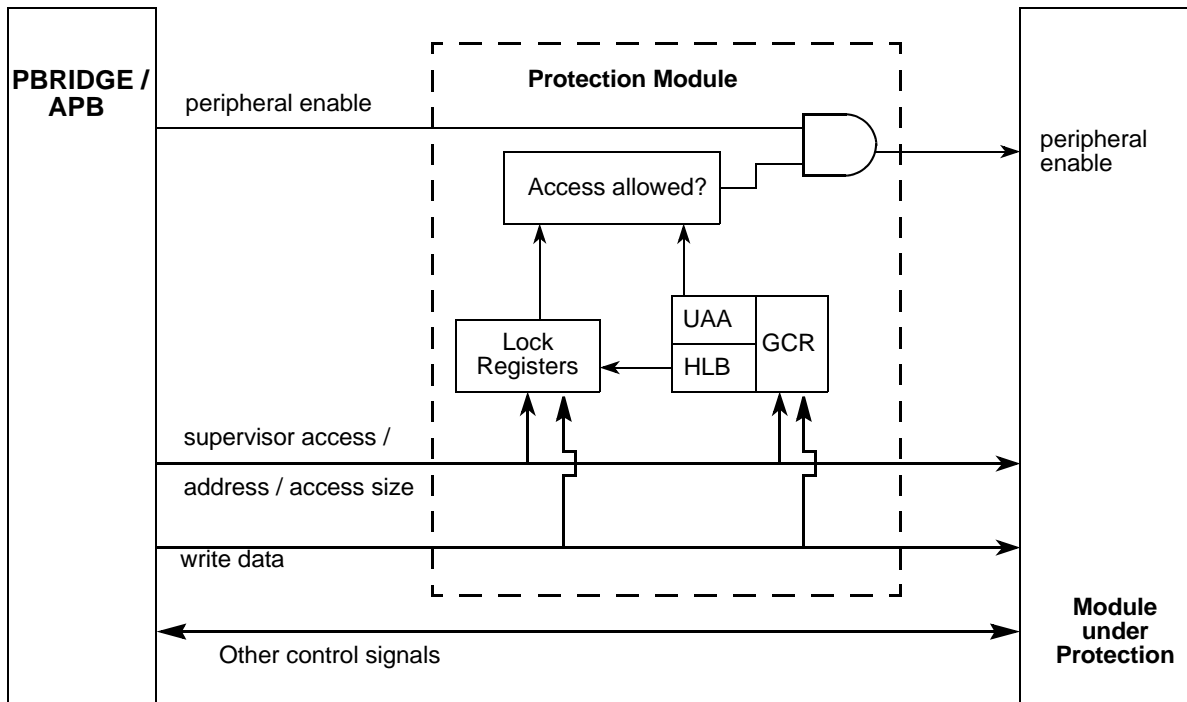 PBRIDGE /
APB
Protection Module
peripheral enable
peripheral
enable
Access allowed?
UAA
GCR
HLB
Lock
Registers
supervisor access /
address / access size
write data
Other control signals
Module
under
Protection